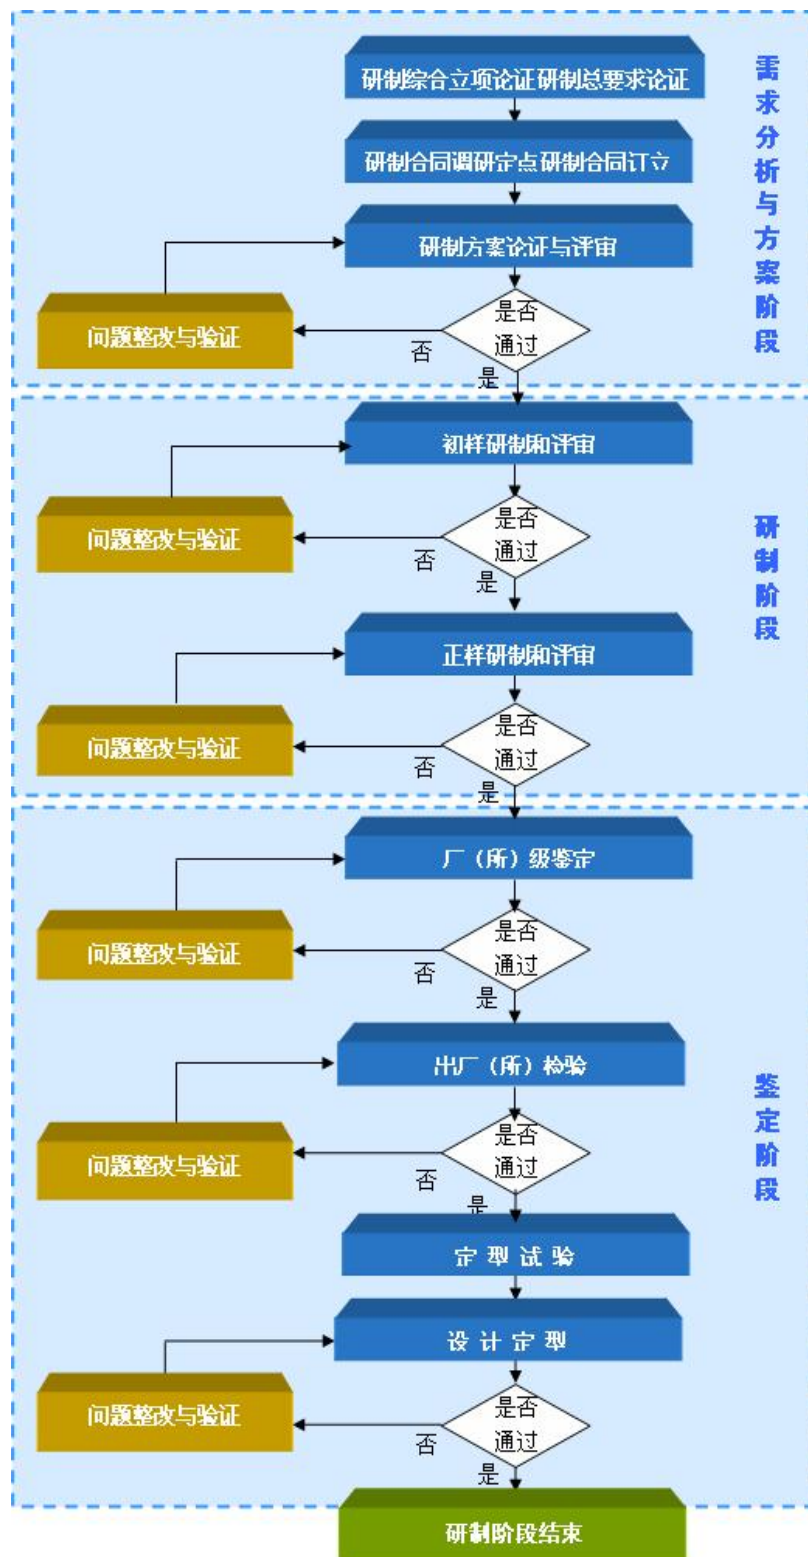 研制综合立项论证研制总要求论证
研制合同调研定点研制合同订立
研制方案论证与评审
是否
通过
否
是
问题整改与验证
需求分析与方案阶段
初样研制和评审
是否
通过
否
是
问题整改与验证
正样研制和评审
是否
通过
否
是
问题整改与验证
研制阶段
厂（所）级鉴定
是否
通过
否
是
问题整改与验证
出厂（所）检验
是否
通过
否
是
问题整改与验证
定型试验
设计定型
是否
通过
否
是
问题整改与验证
鉴定阶段
研制阶段结束